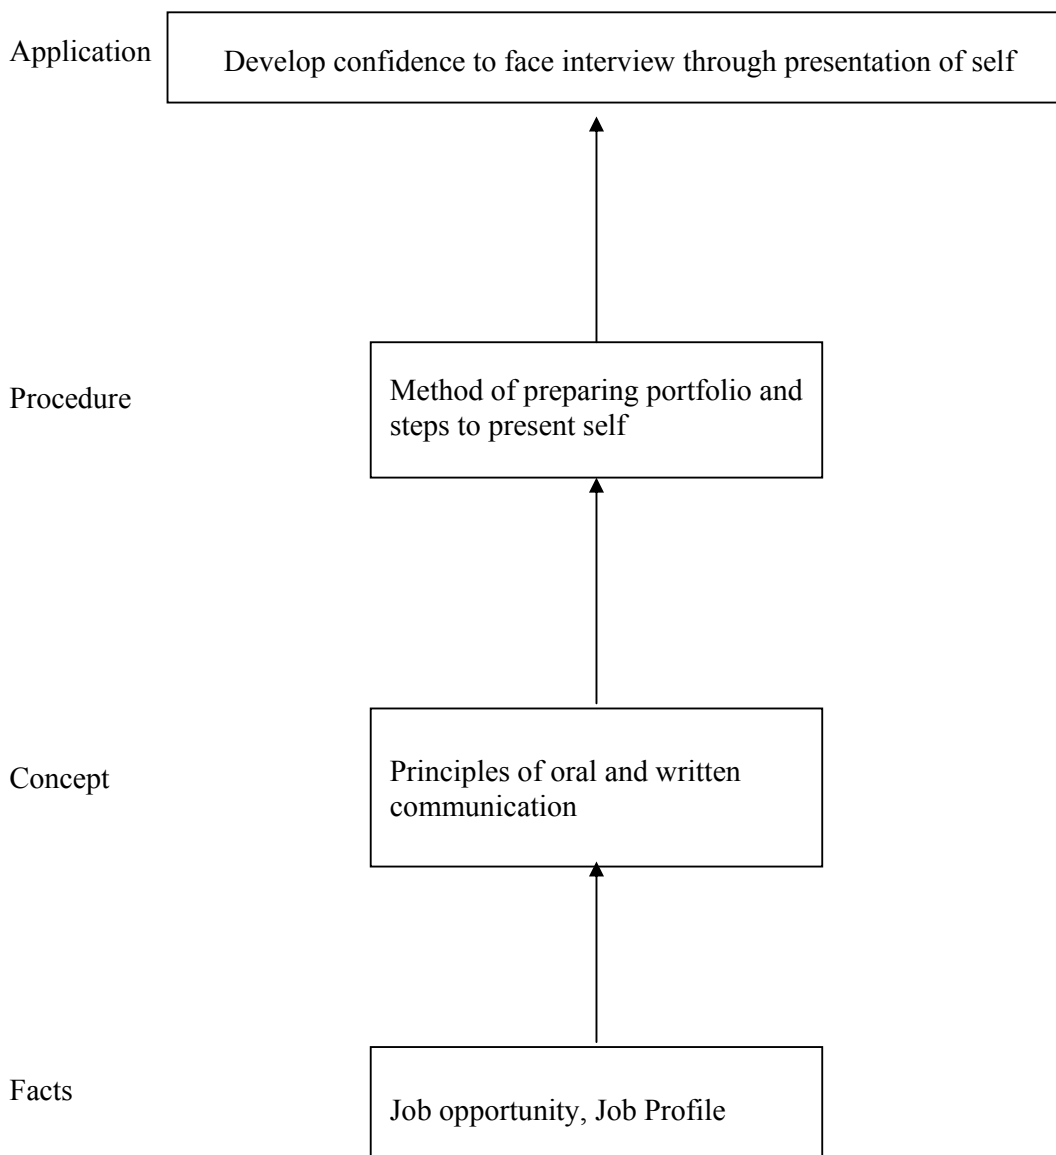 Application
Develop confidence to face interview through presentation of self
Procedure
Method of preparing portfolio and
steps to present self
Concept
Principles of oral and written
communication
Facts
Job opportunity, Job Profile